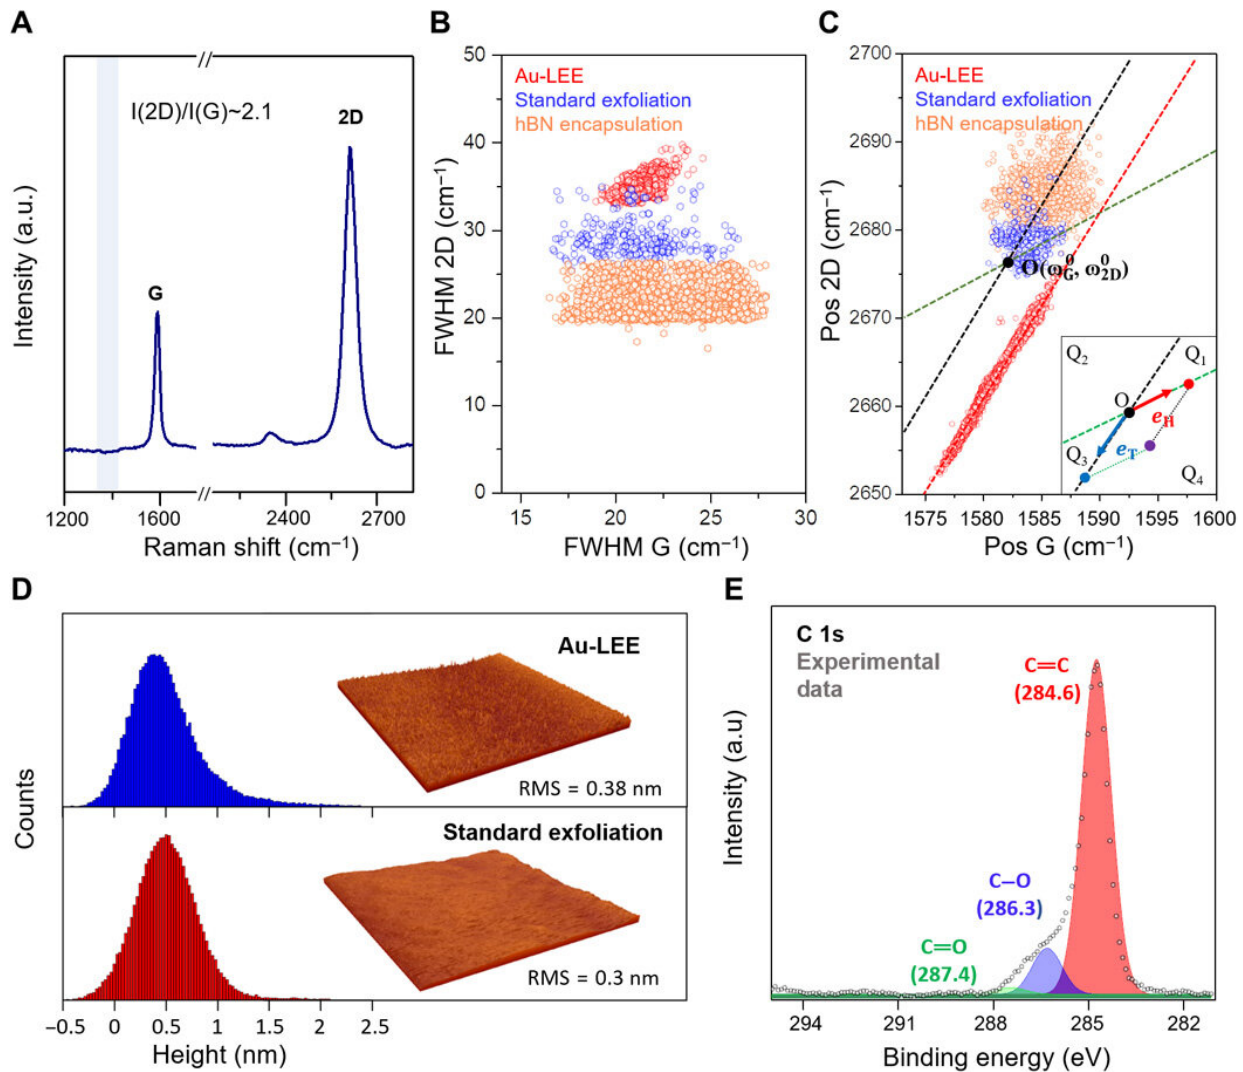 A
I(2D)/I(G)~2.1
2D
G
Intensity (a.u.)
1200
1600
2400
2700
Raman shift (cm⁻¹)
B
Au-LEE
Standard exfoliation
hBN encapsulation
FWHM 2D (cm⁻¹)
50
40
30
20
10
0
15
20
25
30
FWHM G (cm⁻¹)
C
Au-LEE
Standard exfoliation
hBN encapsulation
Pos 2D (cm⁻¹)
2700
2690
2680
2670
2660
2650
O(ω⁰G, ω⁰2D)
Q₂
Q₁
O
eH
eT
Q₃
Q₄
1575
1580
1585
1590
1595
1600
Pos G (cm⁻¹)
D
Au-LEE
RMS = 0.38 nm
Counts
Standard exfoliation
RMS = 0.3 nm
−0.5
0
0.5
1
1.5
2
2.5
Height (nm)
E
C 1s
Experimental
data
C═C
(284.6)
C─O
(286.3)
C═O
(287.4)
Intensity (a.u)
294
291
288
285
282
Binding energy (eV)